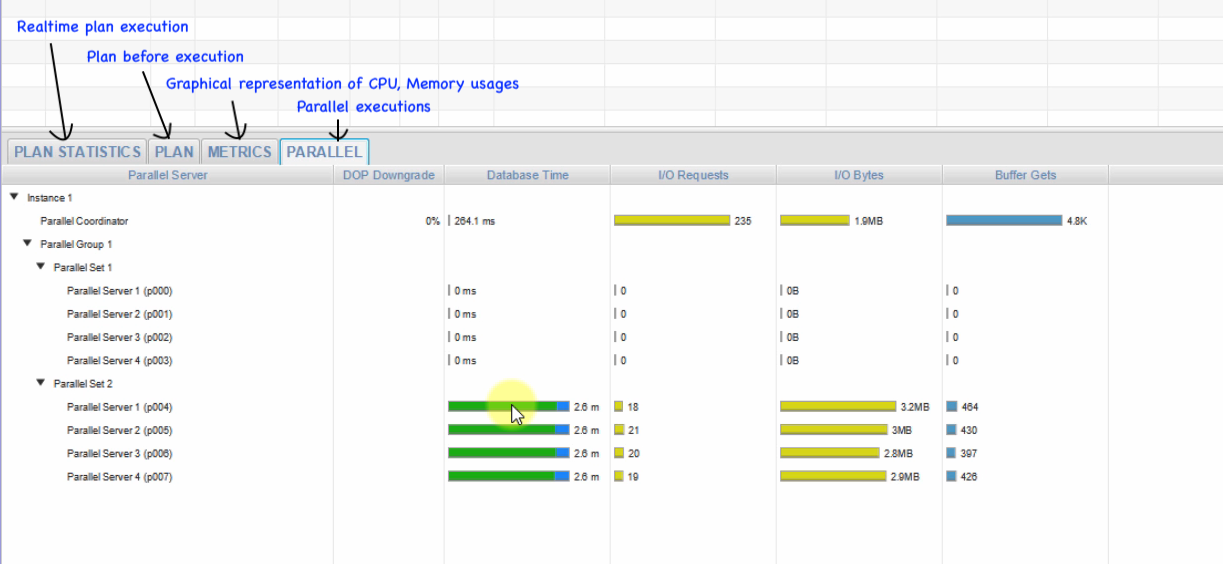 Realtime plan execution
Plan before execution
Graphical representation of CPU, Memory usages
Parallel executions
PLAN STATISTICS PLAN METRICS PARALLEL
Parallel Server DOP Downgrade Database Time I/O Requests I/O Bytes Buffer Gets
Instance 1
Parallel Coordinator 0% 264.1 ms 235 1.9MB 4.8K
Parallel Group 1
Parallel Set 1
Parallel Server 1 (p000) 0 ms 0 0B 0
Parallel Server 2 (p001) 0 ms 0 0B 0
Parallel Server 3 (p002) 0 ms 0 0B 0
Parallel Server 4 (p003) 0 ms 0 0B 0
Parallel Set 2
Parallel Server 1 (p004) 2.6 m 18 3.2MB 464
Parallel Server 2 (p005) 2.6 m 21 3MB 430
Parallel Server 3 (p006) 2.6 m 20 2.8MB 397
Parallel Server 4 (p007) 2.6 m 19 2.9MB 426